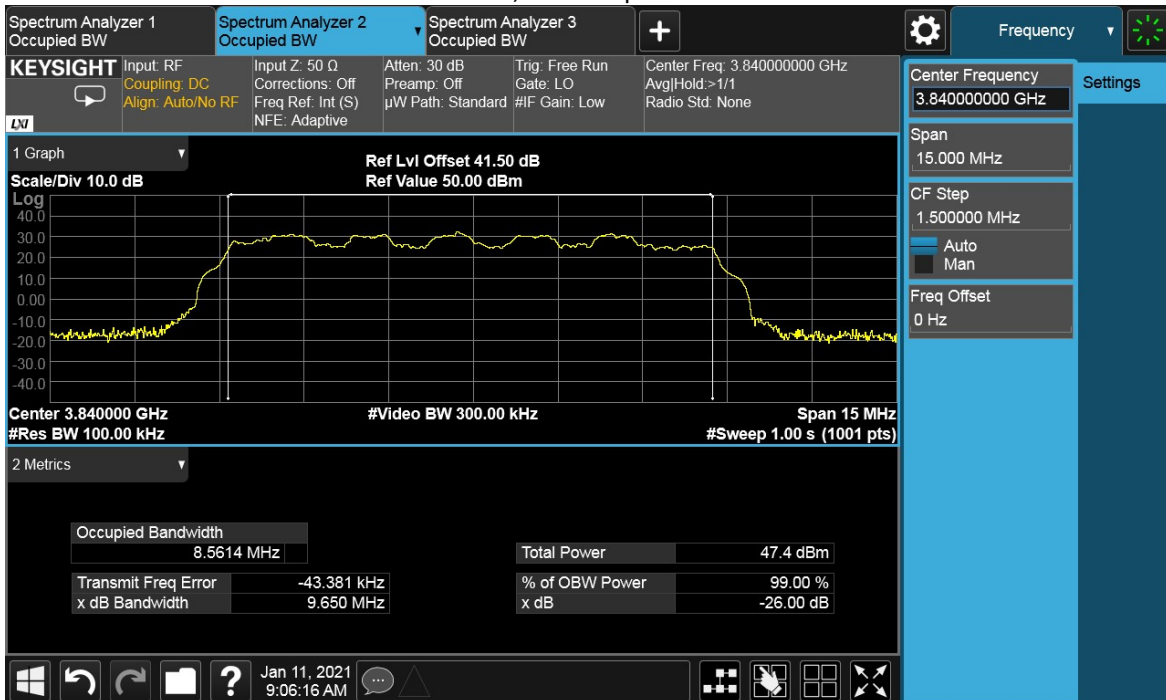 Spectrum Analyzer 1
Occupied BW
Spectrum Analyzer 2
Occupied BW
Spectrum Analyzer 3
Occupied BW
+
Frequency
KEYSIGHT
LXI
Input: RF
Coupling: DC
Align: Auto/No RF
Input Z: 50 Ω
Corrections: Off
Freq Ref: Int (S)
NFE: Adaptive
Atten: 30 dB
Preamp: Off
µW Path: Standard
Trig: Free Run
Gate: LO
#IF Gain: Low
Center Freq: 3.840000000 GHz
Avg|Hold:>1/1
Radio Std: None
1 Graph
Scale/Div 10.0 dB
Ref Lvl Offset 41.50 dB
Ref Value 50.00 dBm
Log
40.0
30.0
20.0
10.0
0.00
-10.0
-20.0
-30.0
-40.0
Center 3.840000 GHz
#Video BW 300.00 kHz
Span 15 MHz
#Res BW 100.00 kHz
#Sweep 1.00 s (1001 pts)
2 Metrics
Occupied Bandwidth
8.5614 MHz
Total Power 47.4 dBm
Transmit Freq Error -43.381 kHz
% of OBW Power 99.00 %
x dB Bandwidth 9.650 MHz
x dB -26.00 dB
Center Frequency
3.840000000 GHz
Settings
Span
15.000 MHz
CF Step
1.500000 MHz
Auto
Man
Freq Offset
0 Hz
?
Jan 11, 2021
9:06:16 AM